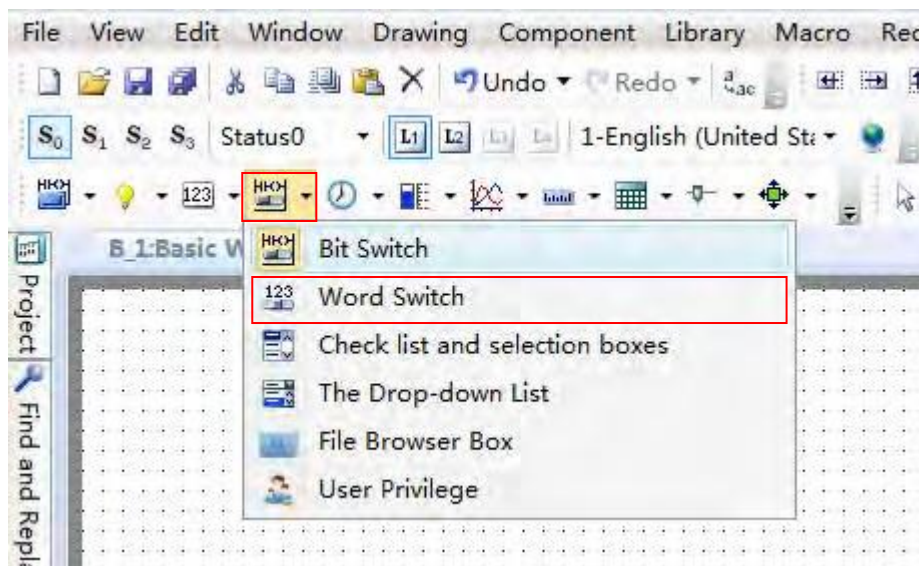 File View Edit Window Drawing Component Library Macro Rec
Undo Redo
S0 S1 S2 S3 Status0 L1 L2 1-English (United Sta
123
B_1:Basic W
Bit Switch
123 Word Switch
Check list and selection boxes
The Drop-down List
File Browser Box
User Privilege
Project
Find and Repla